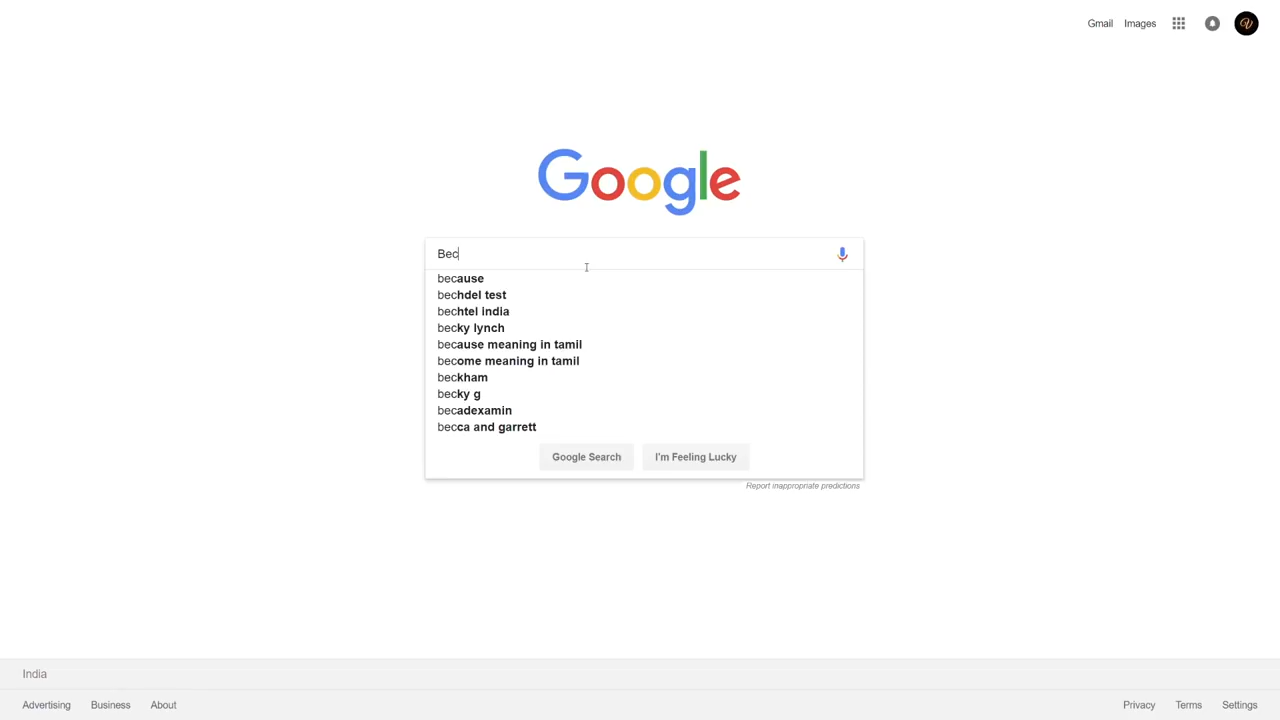 Gmail Images
Google
Bec
because
bechdel test
bechtel india
becky lynch
because meaning in tamil
become meaning in tamil
beckham
becky g
becadexamin
becca and garrett
Google Search I'm Feeling Lucky
Report inappropriate predictions
India
Advertising Business About Privacy Terms Settings